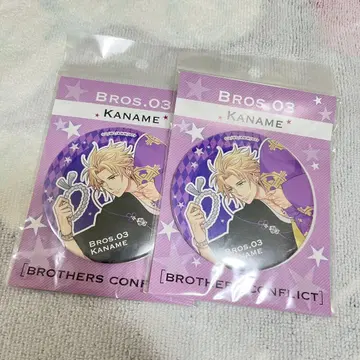 BROS.03
★ KANAME ★
BROS.03
KANAME
[BROTHERS CONFLICT]
BROS.03
★ KANAME ★
BROS.03
KANAME
[BROTHERS CONFLICT]